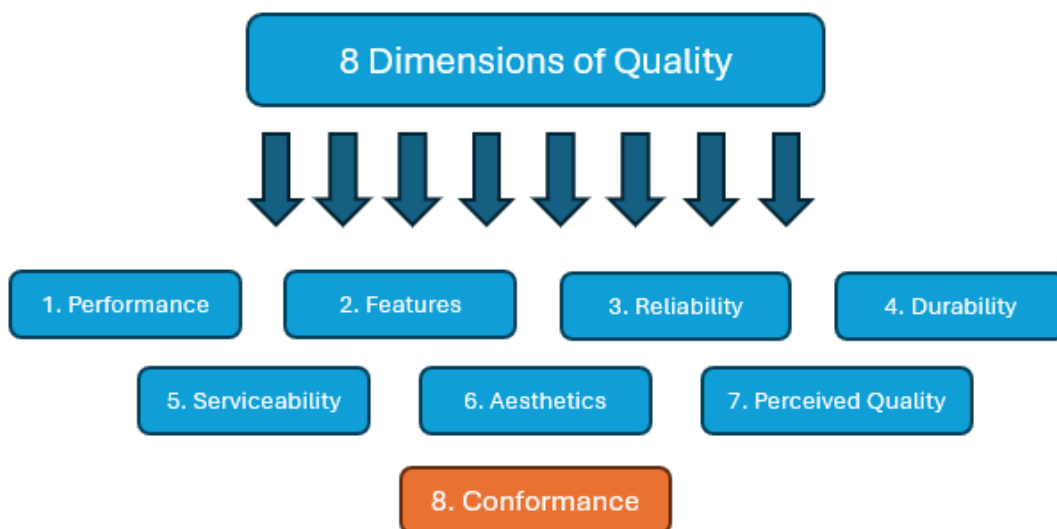 8 Dimensions of Quality
1. Performance
2. Features
3. Reliability
4. Durability
5. Serviceability
6. Aesthetics
7. Perceived Quality
8. Conformance